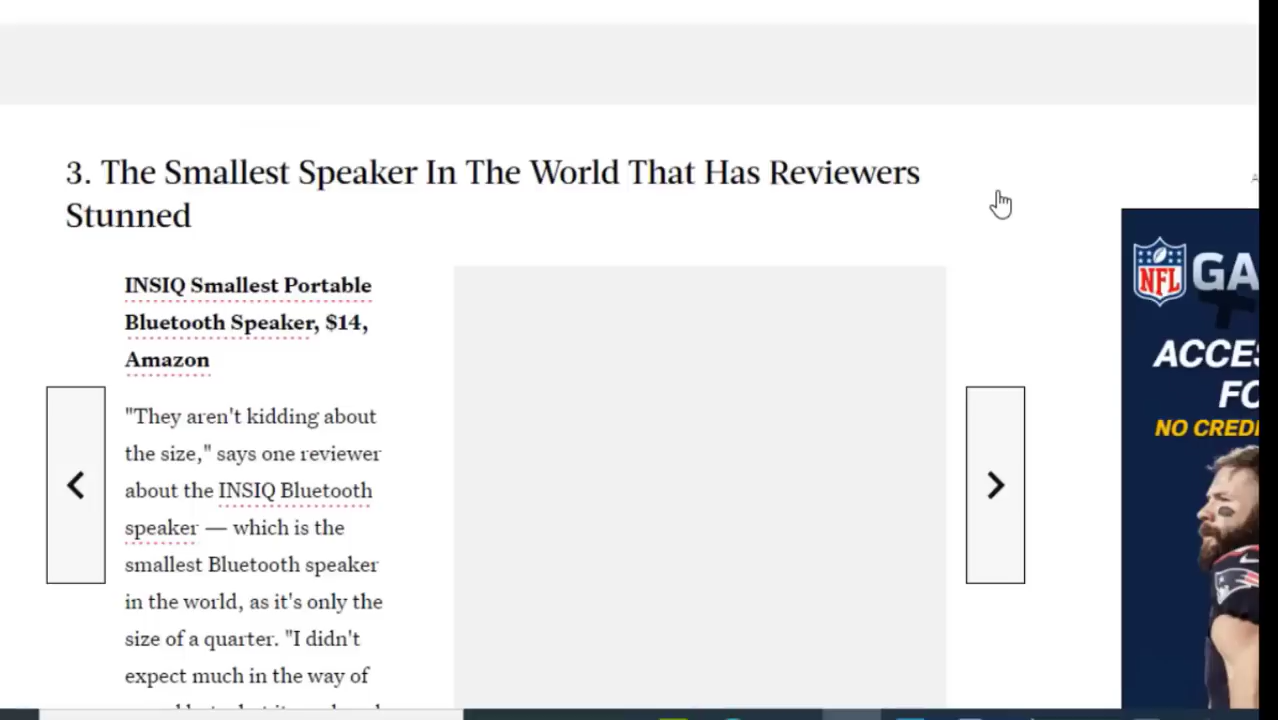 3. The Smallest Speaker In The World That Has Reviewers
Stunned
INSIQ Smallest Portable
Bluetooth Speaker, $14,
Amazon
"They aren't kidding about
the size," says one reviewer
about the INSIQ Bluetooth
speaker — which is the
smallest Bluetooth speaker
in the world, as it's only the
size of a quarter. "I didn't
expect much in the way of
NFL
GA
ACCES
FO
NO CREDI